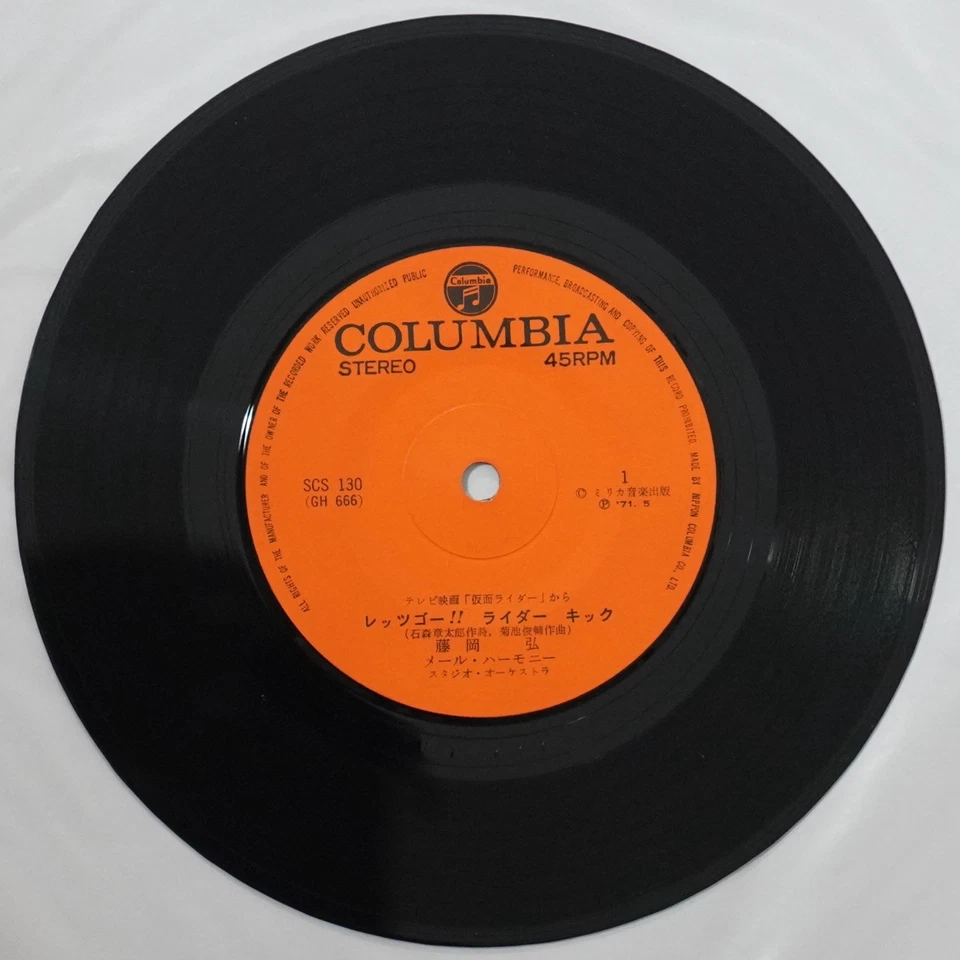 Columbia
COLUMBIA
STEREO 45RPM
SCS 130
(GH 666)
1
© ミリカ音楽出版
Ⓟ '71. 5
テレビ映画「仮面ライダー」から
レッツゴー!! ライダー キック
(石森章太郎作詩, 菊池俊輔作曲)
藤岡 弘
メール・ハーモニー
スタジオ・オーケストラ
ALL RIGHTS OF THE MANUFACTURER AND OF THE OWNER OF THE RECORDED WORK RESERVED UNAUTHORIZED PUBLIC PERFORMANCE, BROADCASTING AND COPYING OF THIS RECORD PROHIBITED. MADE BY NIPPON COLUMBIA CO., LTD.